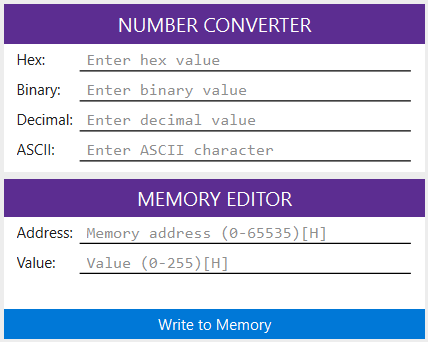 NUMBER CONVERTER
Hex: Enter hex value
Binary: Enter binary value
Decimal: Enter decimal value
ASCII: Enter ASCII character
MEMORY EDITOR
Address: Memory address (0-65535)[H]
Value: Value (0-255)[H]
Write to Memory